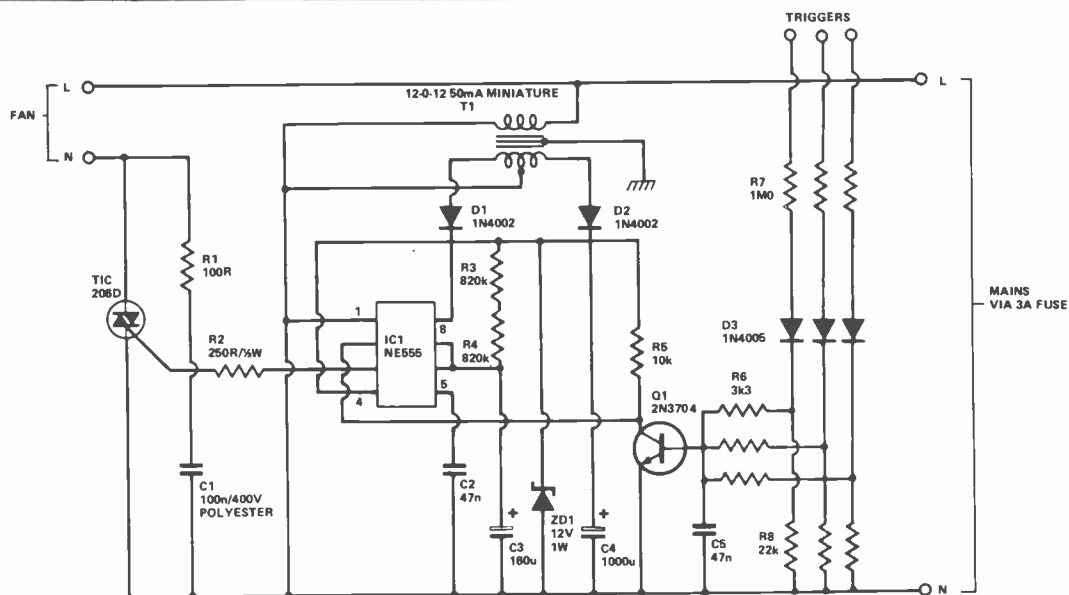 TRIGGERS
L
L
12-0-12 50mA MINIATURE
T1
FAN
N
R7
1M0
D1
1N4002
D2
1N4002
R1
100R
R3
820k
TIC
206D
MAINS
VIA 3A FUSE
1
8
D3
1N4005
R2
250R/½W
IC1
NE555
R4
820k
R5
10k
5
R6
3k3
4
Q1
2N3704
C1
100n/400V
POLYESTER
C2
47n
+
+
ZD1
12V
1W
C3
160u
C4
1000u
C5
47n
R8
22k
N